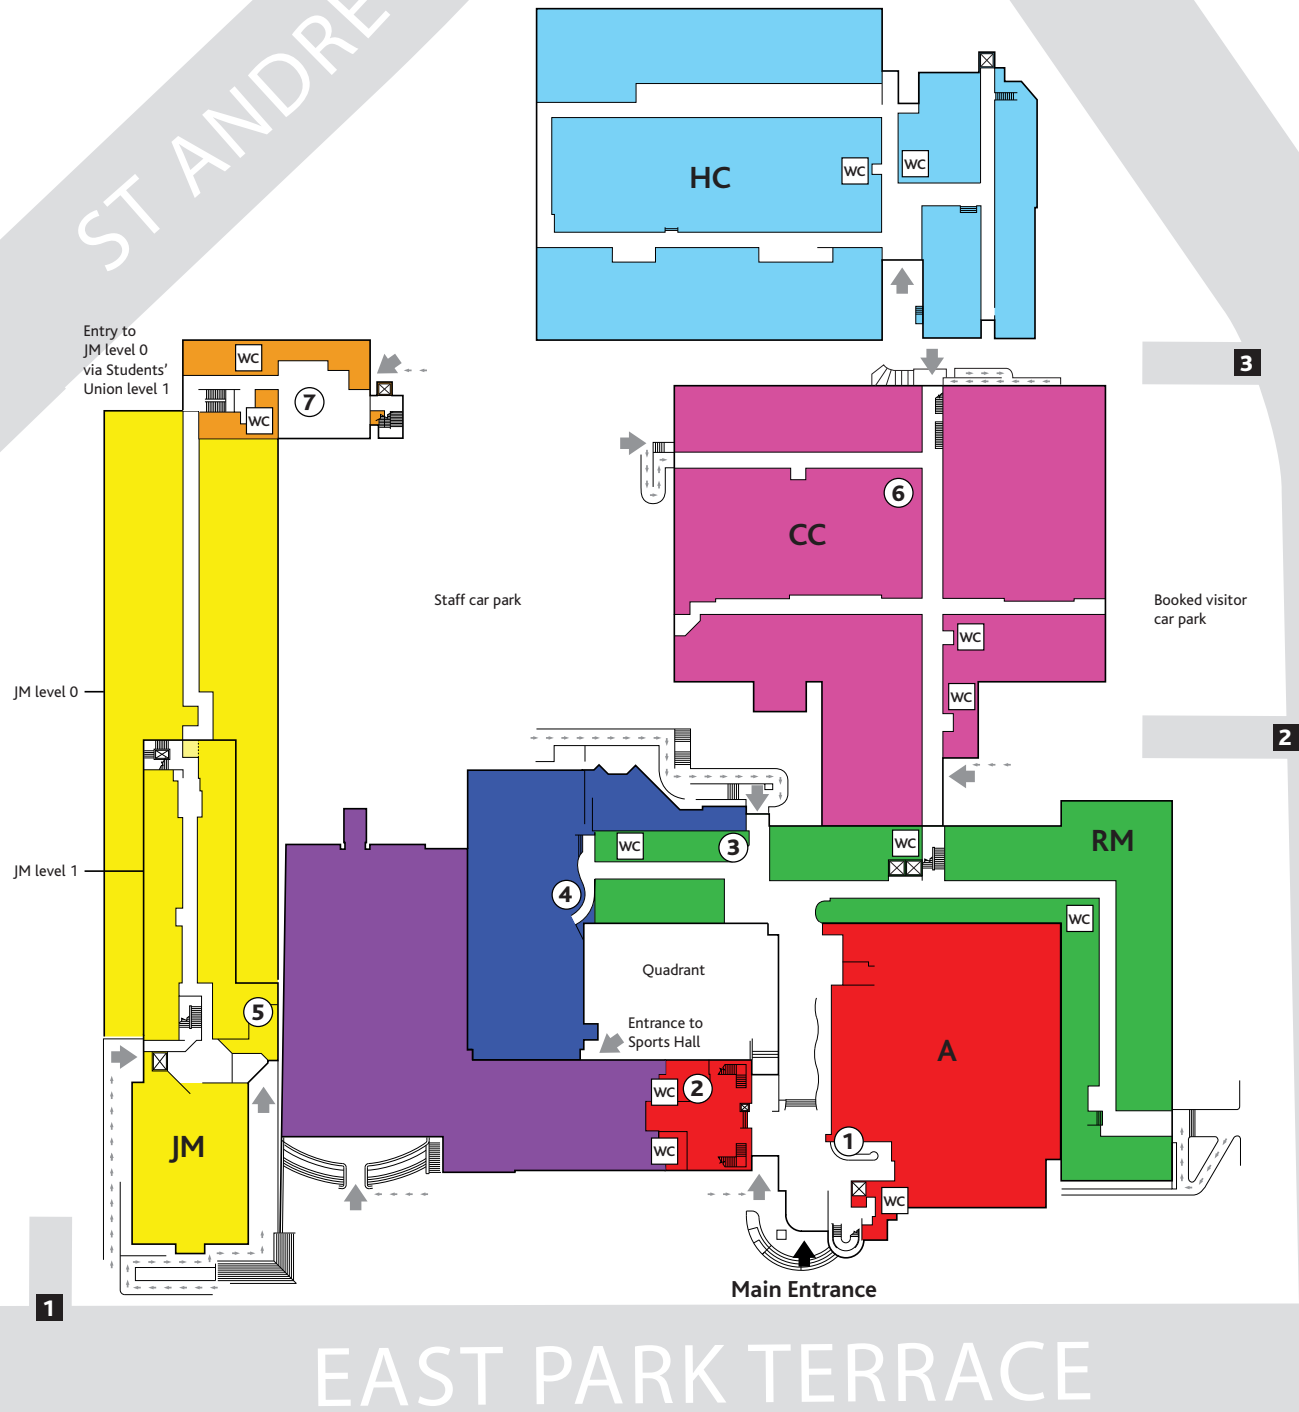 ST ANDRE
HC
WC
WC
Entry to
JM level 0
via Students'
Union level 1
WC
7
WC
3
6
CC
Staff car park
Booked visitor
car park
WC
JM level 0
WC
2
WC
3
WC
RM
JM level 1
4
WC
Quadrant
5
Entrance to
Sports Hall
A
WC
2
JM
1
WC
WC
Main Entrance
1
EAST PARK TERRACE